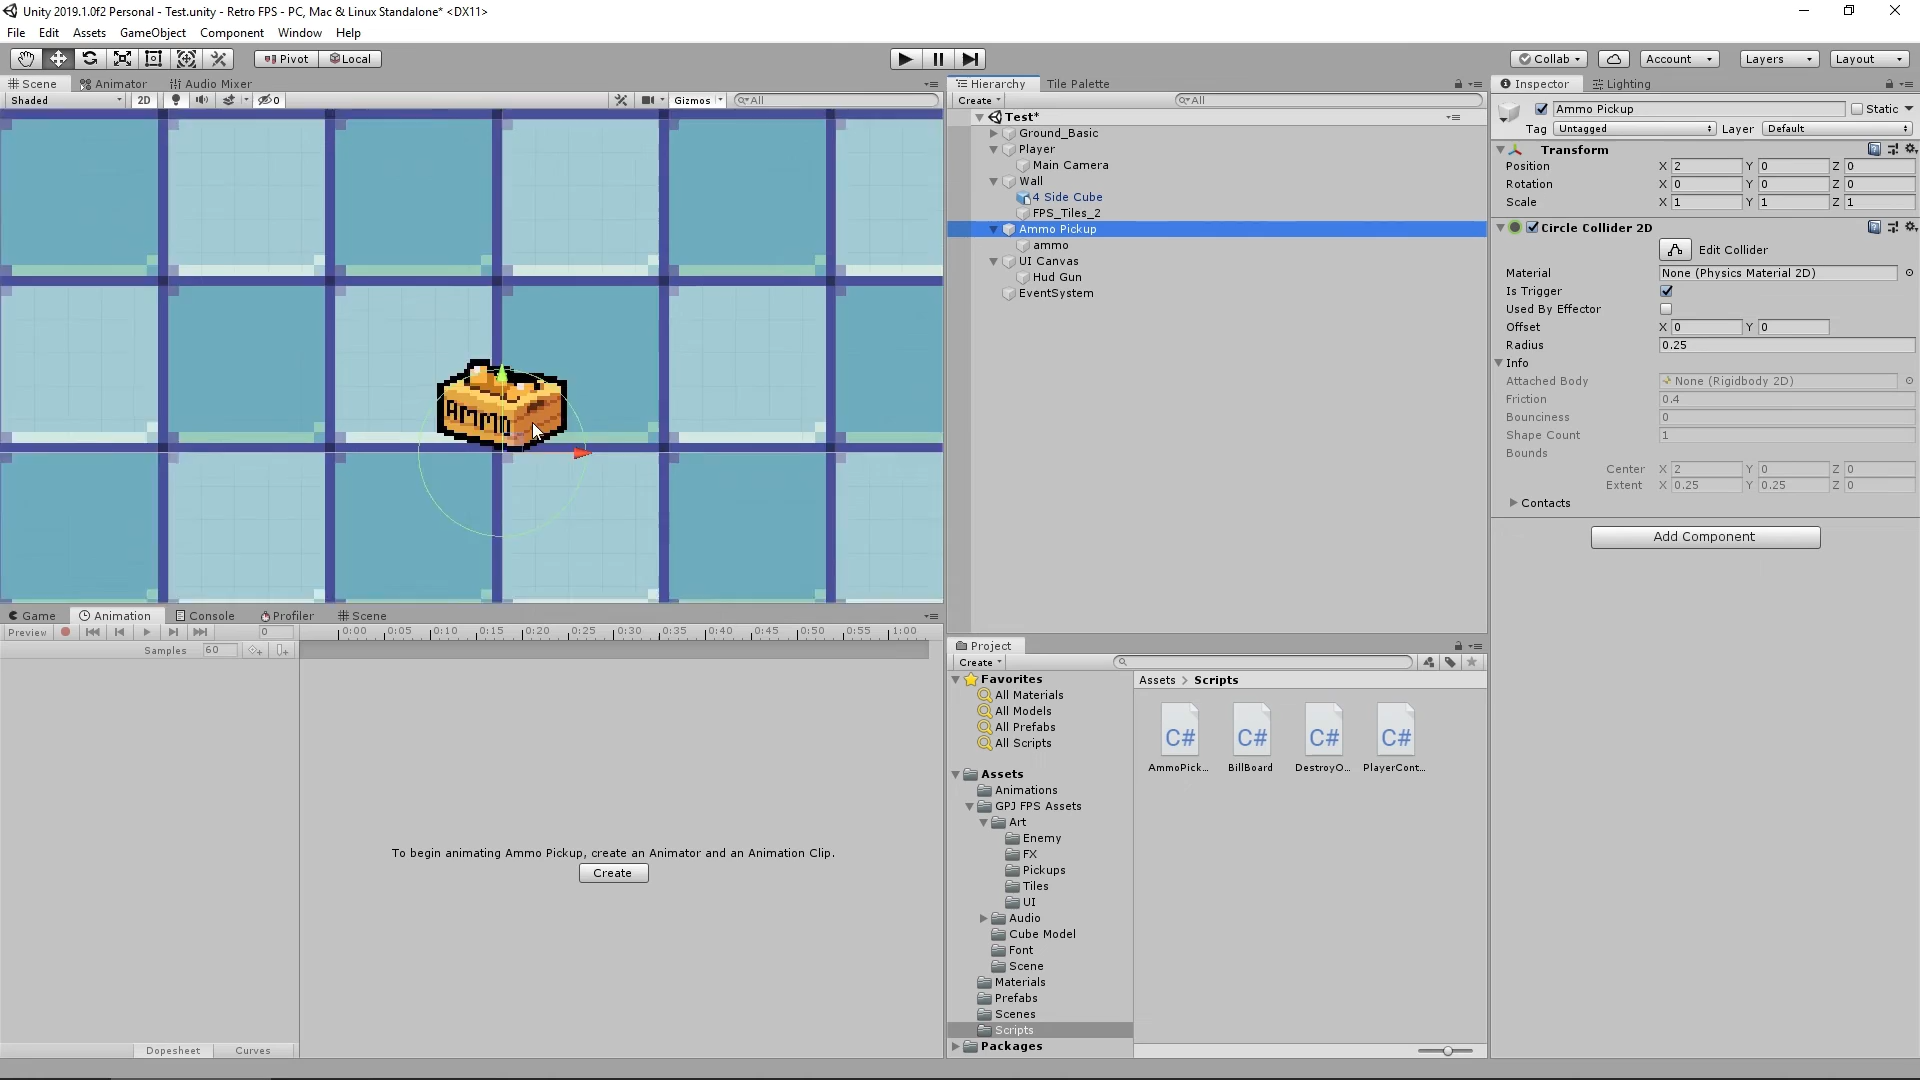 Unity 2019.1.0f2 Personal - Test.unity - Retro FPS - PC, Mac & Linux Standalone* <DX11>
File Edit Assets GameObject Component Window Help
Pivot Local Collab Account Layers Layout
Scene Animator Audio Mixer
Shaded 2D 0 Gizmos All
AMMO
Hierarchy Tile Palette
Create All
Test*
Ground_Basic
Player
Main Camera
Wall
4 Side Cube
FPS_Tiles_2
Ammo Pickup
ammo
UI Canvas
Hud Gun
EventSystem
Inspector Lighting
Ammo Pickup Static
Tag Untagged Layer Default
Transform
Position X 2 Y 0 Z 0
Rotation X 0 Y 0 Z 0
Scale X 1 Y 1 Z 1
Circle Collider 2D
Edit Collider
Material None (Physics Material 2D)
Is Trigger
Used By Effector
Offset X 0 Y 0
Radius 0.25
Info
Attached Body None (Rigidbody 2D)
Friction 0.4
Bounciness 0
Shape Count 1
Bounds
Center X 2 Y 0 Z 0
Extent X 0.25 Y 0.25 Z 0
Contacts
Add Component
Game Animation Console Profiler Scene
Preview 0 0:00 0:05 0:10 0:15 0:20 0:25 0:30 0:35 0:40 0:45 0:50 0:55 1:00
Samples 60
To begin animating Ammo Pickup, create an Animator and an Animation Clip.
Create
Dopesheet Curves
Project
Create
Favorites
All Materials
All Models
All Prefabs
All Scripts
Assets
Animations
GPJ FPS Assets
Art
Enemy
FX
Pickups
Tiles
UI
Audio
Cube Model
Font
Scene
Materials
Prefabs
Scenes
Scripts
Packages
Assets > Scripts
C# C# C# C#
AmmoPick... BillBoard DestroyO... PlayerCont...